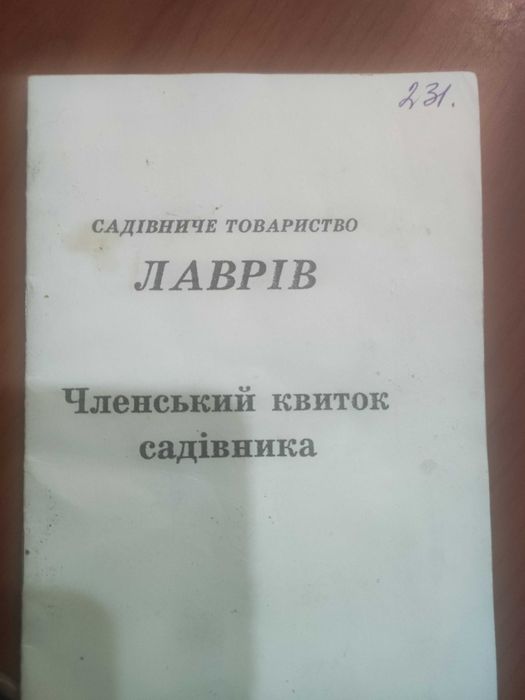 231.
САДІВНИЧЕ ТОВАРИСТВО
ЛАВРІВ
Членський квиток
садівника